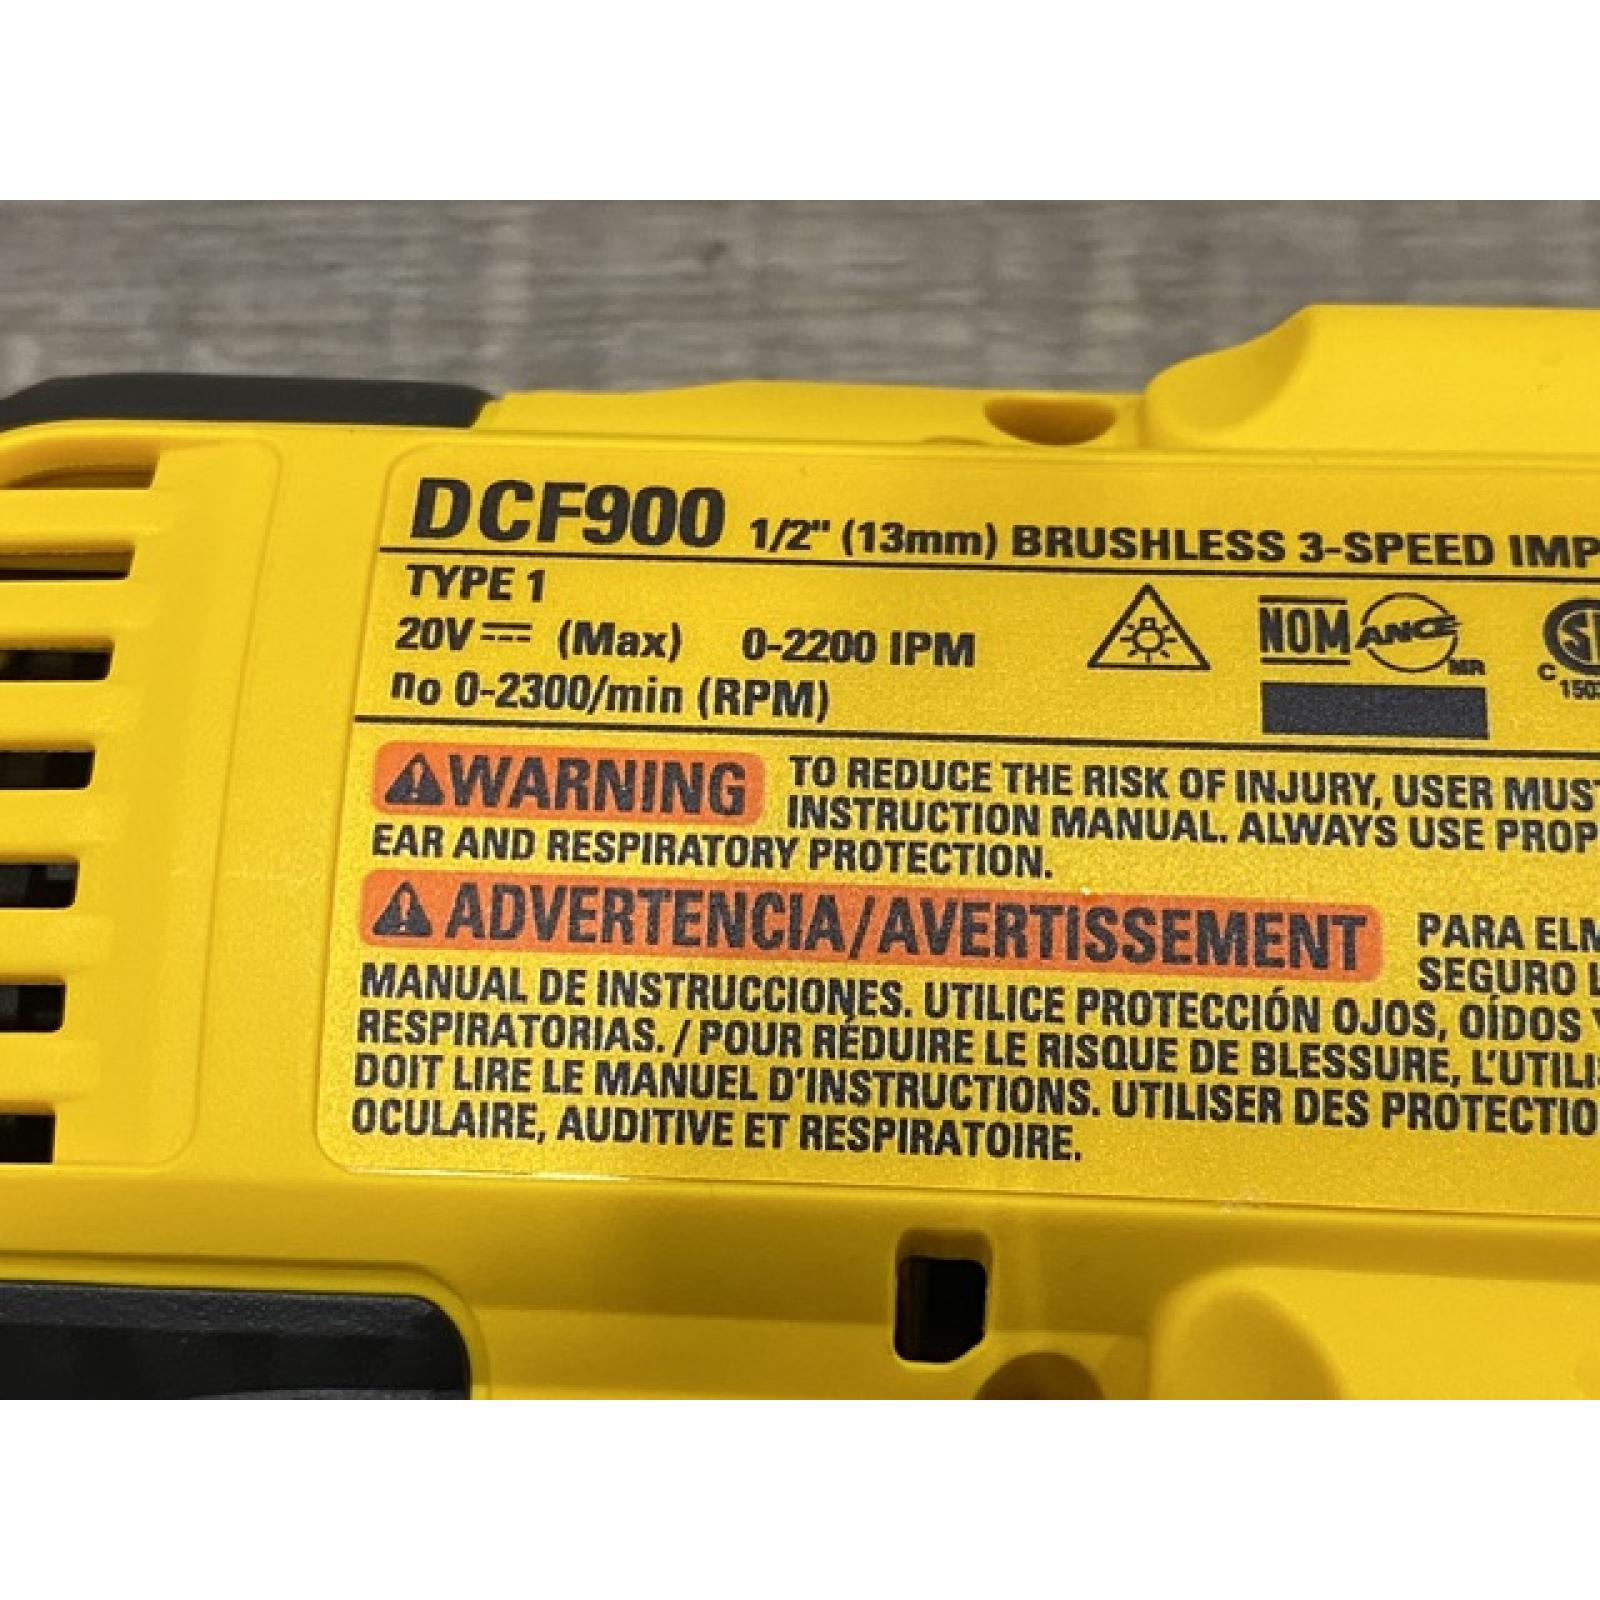 DCF900 1/2" (13mm) BRUSHLESS 3-SPEED IMP
TYPE 1
20V (Max) 0-2200 IPM
no 0-2300/min (RPM)
NOM ANCE MR
C
WARNING TO REDUCE THE RISK OF INJURY, USER MUST
INSTRUCTION MANUAL. ALWAYS USE PROP
EAR AND RESPIRATORY PROTECTION.
ADVERTENCIA/AVERTISSEMENT PARA ELM
SEGURO L
MANUAL DE INSTRUCCIONES. UTILICE PROTECCIÓN OJOS, OÍDOS Y
RESPIRATORIAS. / POUR RÉDUIRE LE RISQUE DE BLESSURE, L'UTILIS
DOIT LIRE LE MANUEL D'INSTRUCTIONS. UTILISER DES PROTECTIO
OCULAIRE, AUDITIVE ET RESPIRATOIRE.